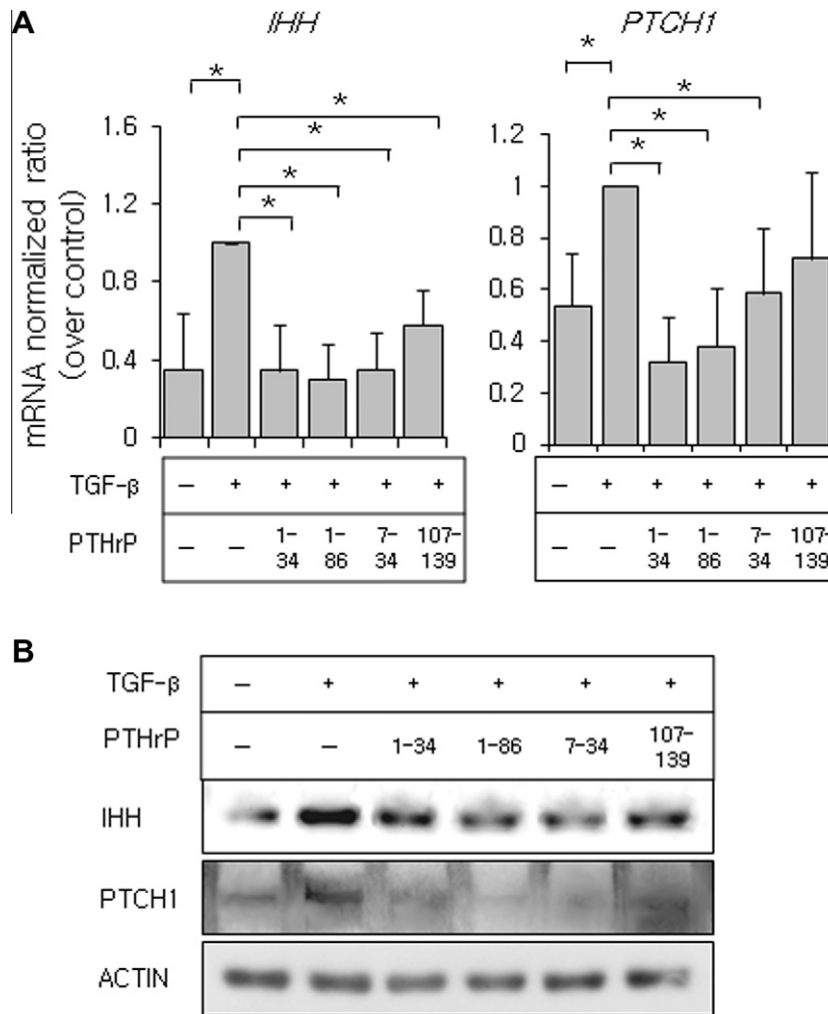 A
IHH
PTCH1
mRNA normalized ratio
(over control)
1.6
1.2
0.8
0.4
0
* * * * *
1.2
1
0.8
0.6
0.4
0.2
0
* * * *
TGF-β – + + + + +
PTHrP – – 1-34 1-86 7-34 107-139
– + + + + +
– – 1-34 1-86 7-34 107-139
B
TGF-β – + + + + +
PTHrP – – 1-34 1-86 7-34 107-139
IHH
PTCH1
ACTIN